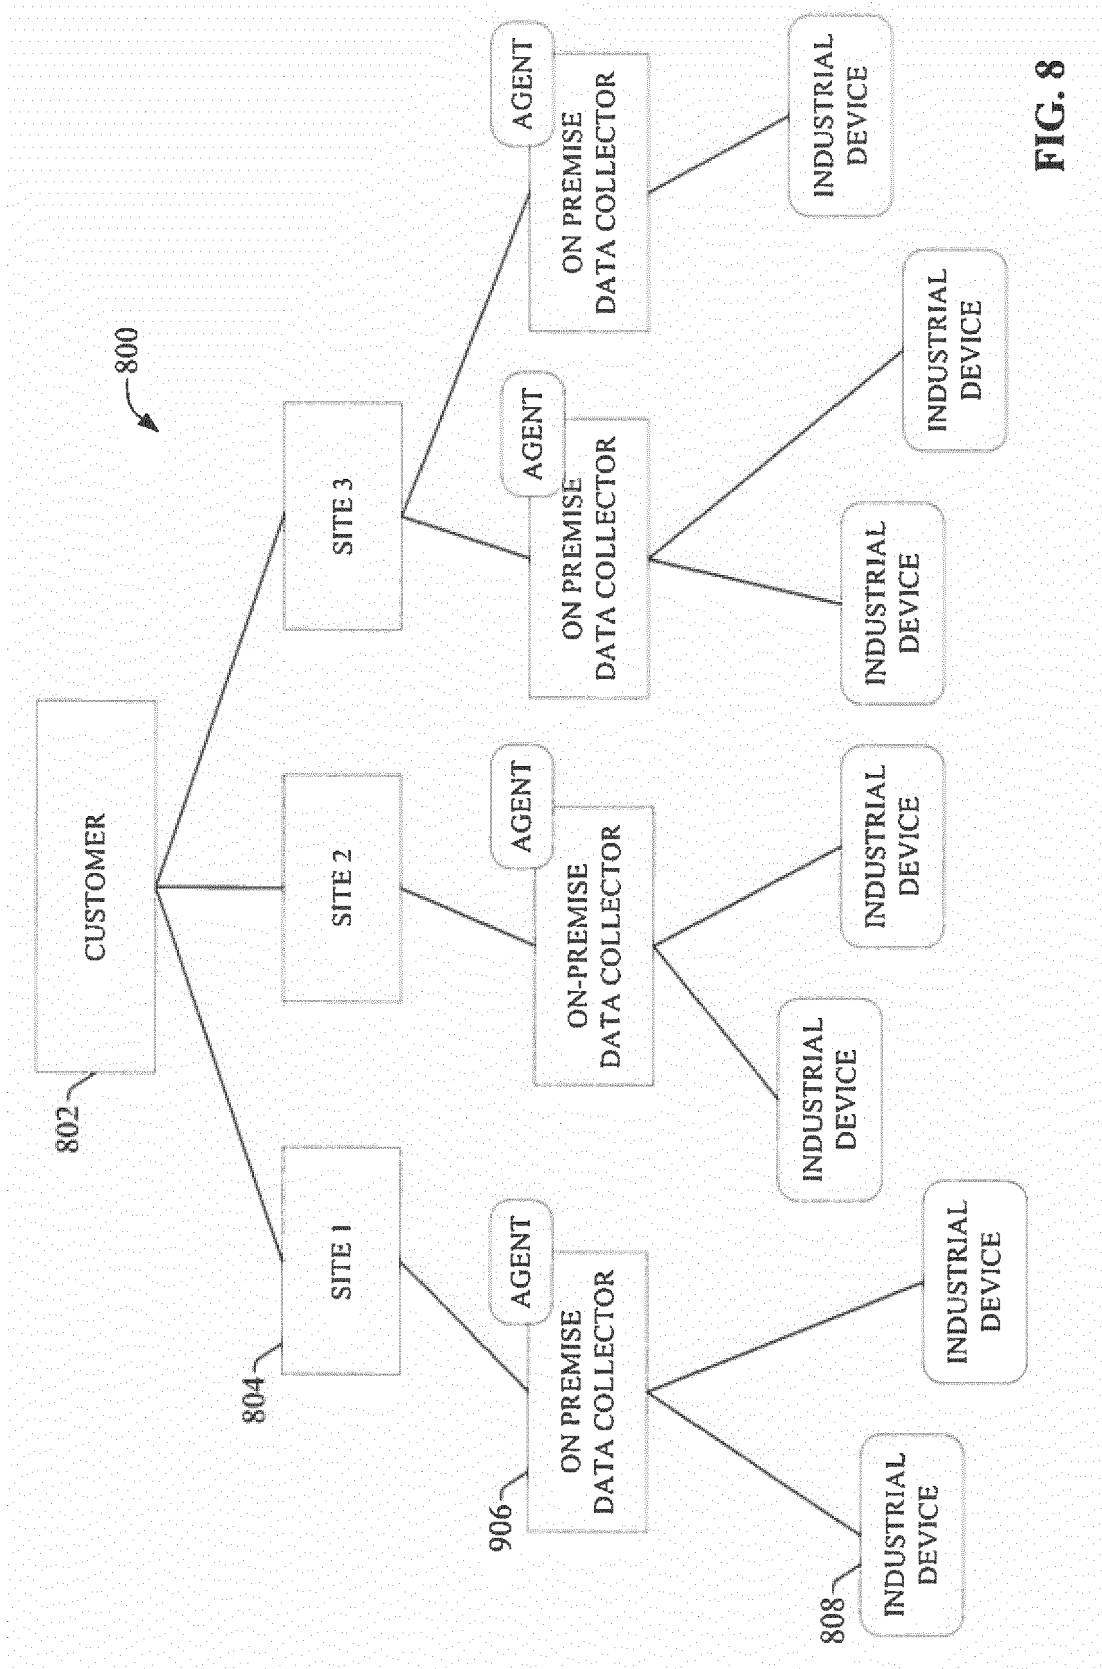 800
CUSTOMER
802
SITE 1
804
SITE 2
SITE 3
AGENT
ON PREMISE
DATA COLLECTOR
906
AGENT
ON-PREMISE
DATA COLLECTOR
AGENT
ON PREMISE
DATA COLLECTOR
AGENT
ON PREMISE
DATA COLLECTOR
INDUSTRIAL
DEVICE
808
INDUSTRIAL
DEVICE
INDUSTRIAL
DEVICE
INDUSTRIAL
DEVICE
INDUSTRIAL
DEVICE
INDUSTRIAL
DEVICE
INDUSTRIAL
DEVICE
FIG. 8